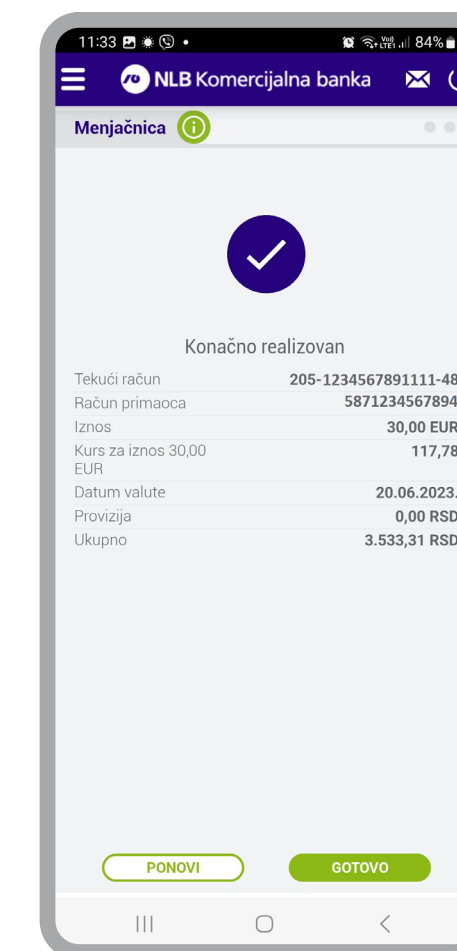 11:33 84%
NLB Komercijalna banka
Menjačnica
Konačno realizovan
Tekući račun 205-1234567891111-48
Račun primaoca 5871234567894
Iznos 30,00 EUR
Kurs za iznos 30,00 117,78
EUR
Datum valute 20.06.2023.
Provizija 0,00 RSD
Ukupno 3.533,31 RSD
PONOVI GOTOVO